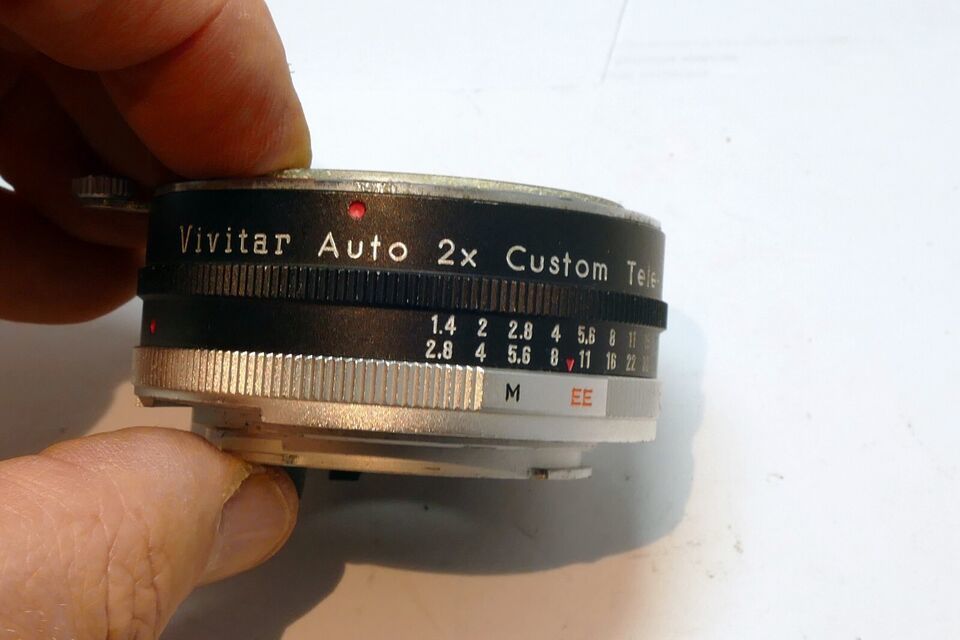 Vivitar Auto 2x Custom Tele-
1.4 2 2.8 4 5.6 8 11
2.8 4 5.6 8 11 16 22
M EE